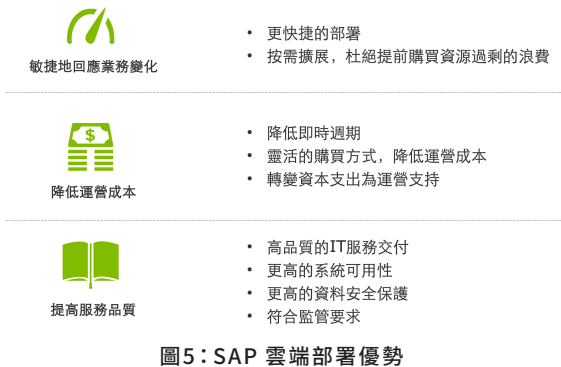 敏捷地回應業務變化
• 更快捷的部署
• 按需擴展，杜絕提前購買資源過剩的浪費
$
降低運營成本
• 降低即時週期
• 靈活的購買方式，降低運營成本
• 轉變資本支出為運營支持
提高服務品質
• 高品質的IT服務交付
• 更高的系統可用性
• 更高的資料安全保護
• 符合監管要求
圖5：SAP 雲端部署優勢